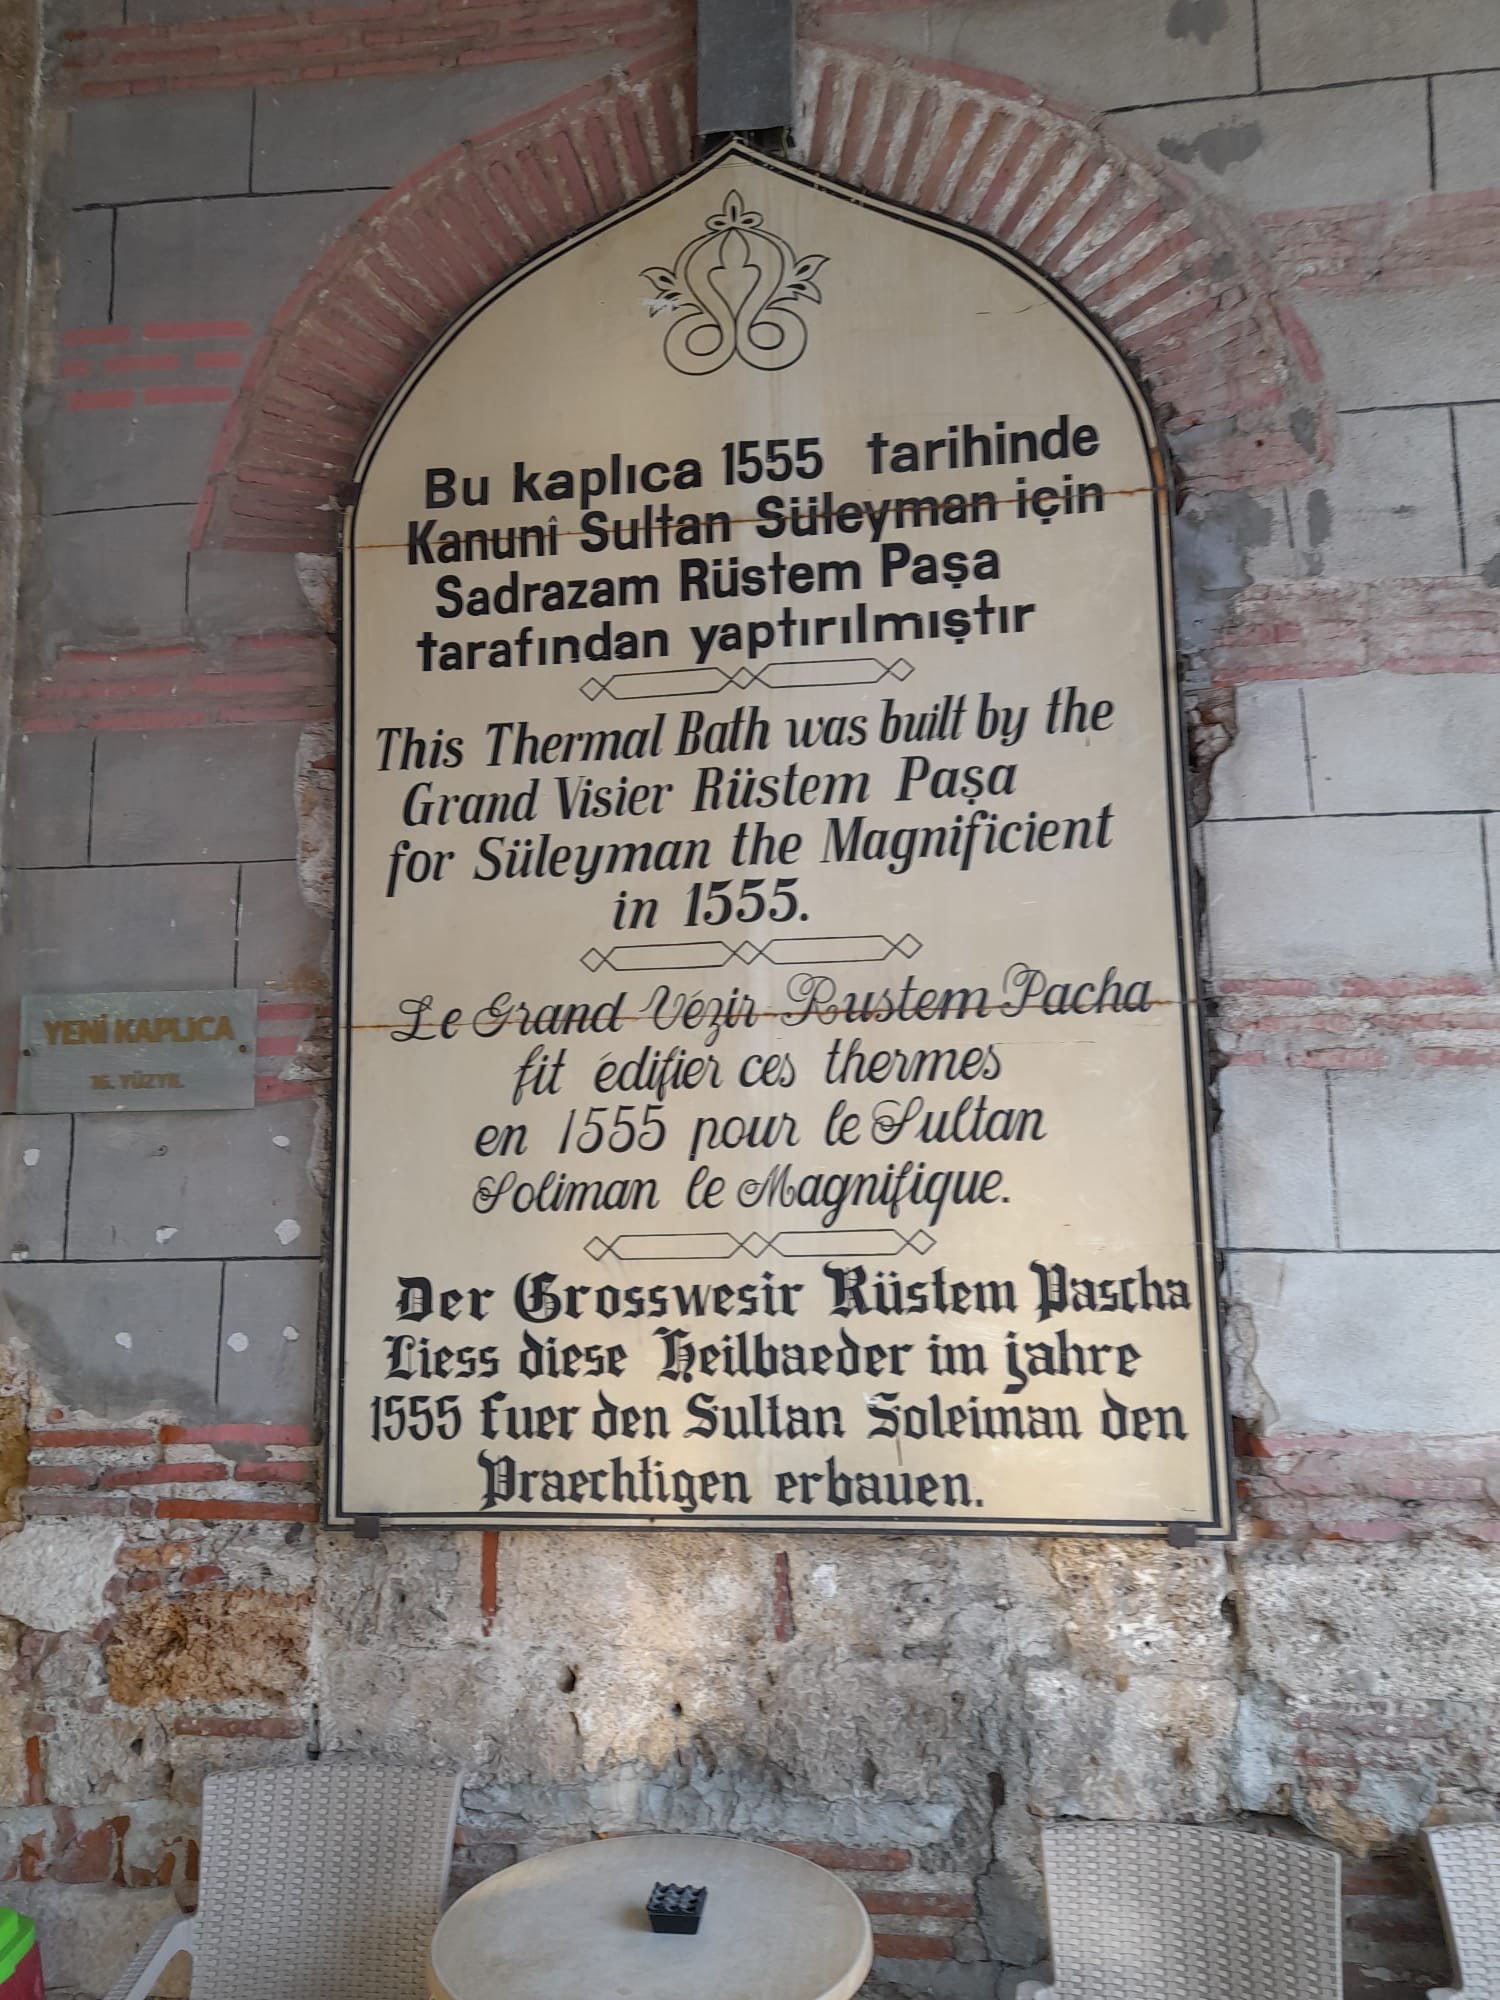 Bu kaplıca 1555 tarihinde
Kanunî Sultan Süleyman için
Sadrazam Rüstem Paşa
tarafından yaptırılmıştır
This Thermal Bath was built by the
Grand Visier Rüstem Paşa
for Süleyman the Magnificient
in 1555.
Le Grand Vézir Rustem Pacha
fit édifier ces thermes
en 1555 pour le Sultan
Soliman le Magnifique.
Der Grosswesir Rüstem Pascha
Liess diese Heilbaeder im jahre
1555 fuer den Sultan Soleiman den
Praechtigen erbauen.
YENİ KAPLICA
16. YÜZYIL